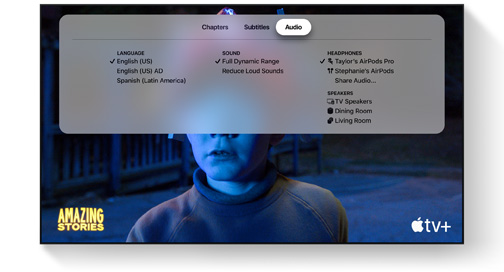 Chapters Subtitles Audio
LANGUAGE
English (US)
English (US) AD
Spanish (Latin America)
SOUND
Full Dynamic Range
Reduce Loud Sounds
HEADPHONES
Taylor's AirPods Pro
Stephanie's AirPods
Share Audio...
SPEAKERS
TV Speakers
Dining Room
Living Room
AMAZING
STORIES
tv+